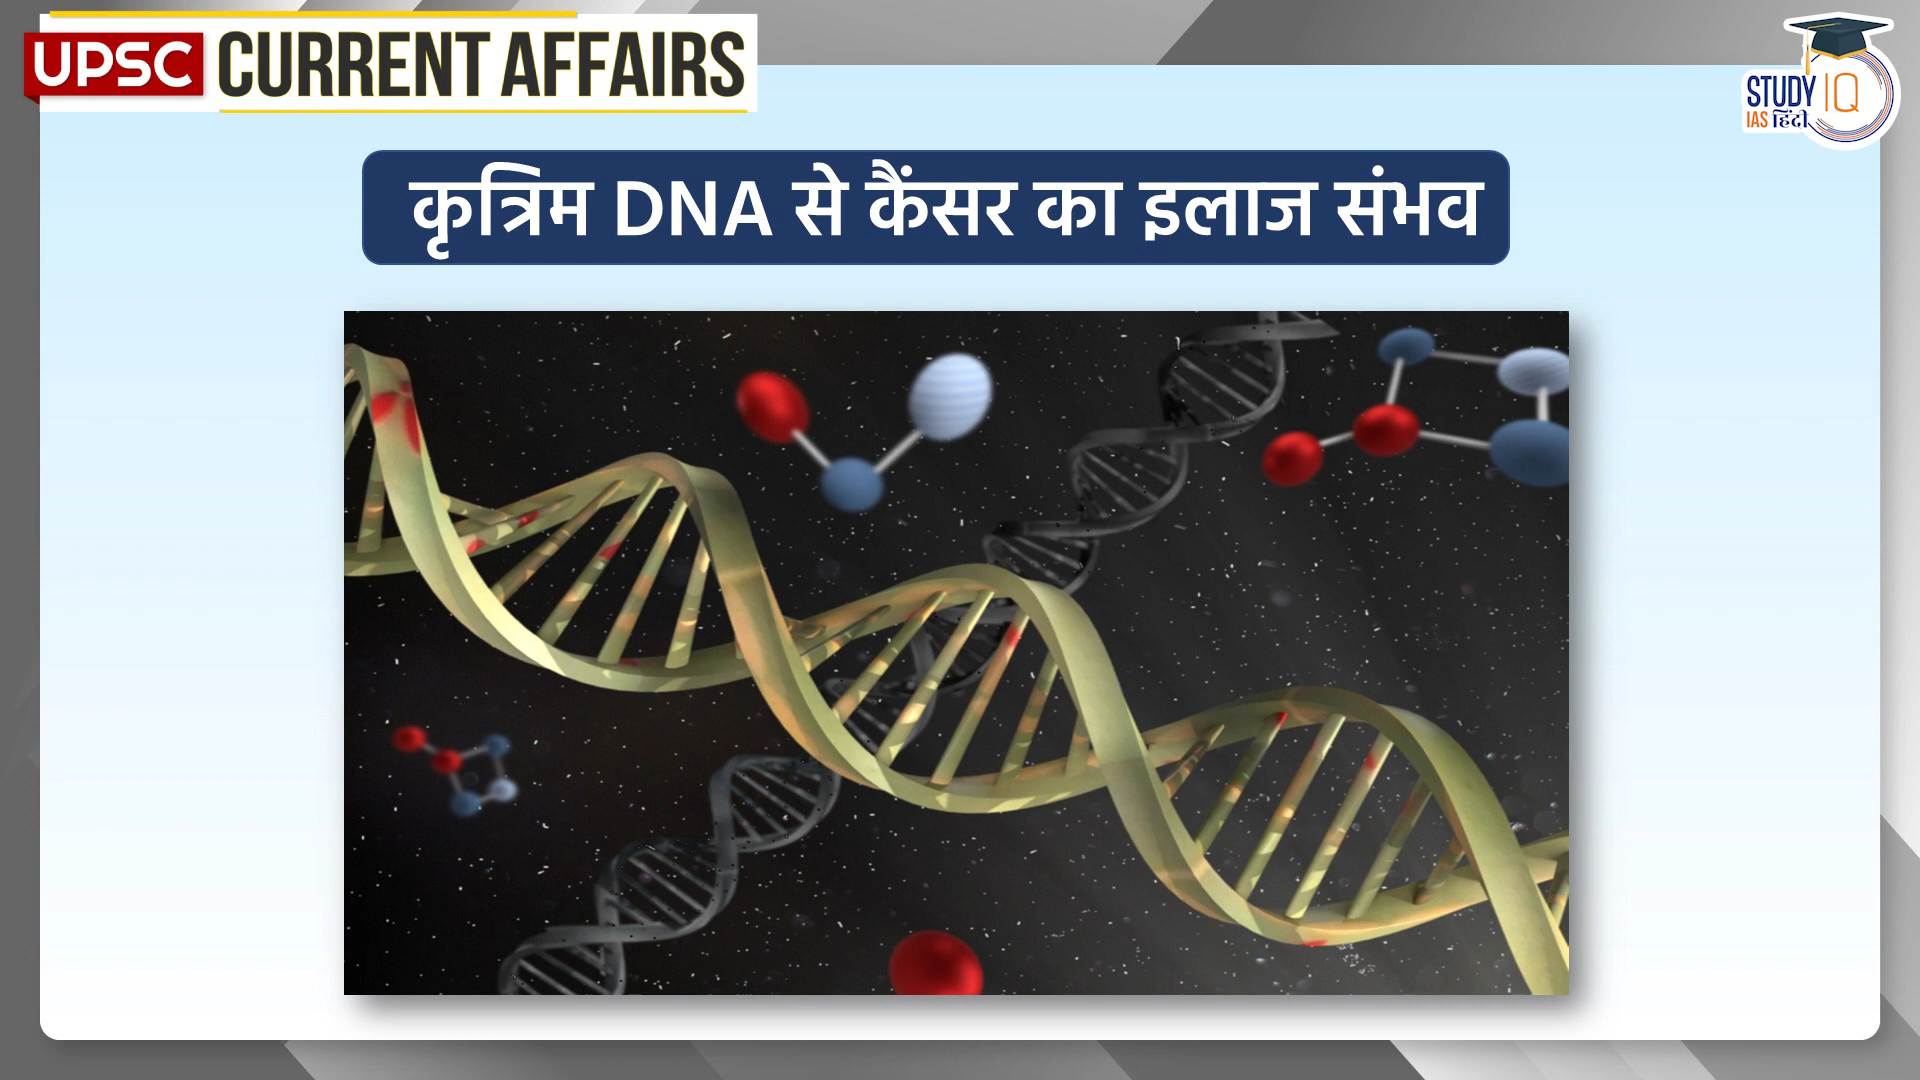 UPSC CURRENT AFFAIRS
STUDY IQ
IAS हिंदी
कृत्रिम DNA से कैंसर का इलाज संभव